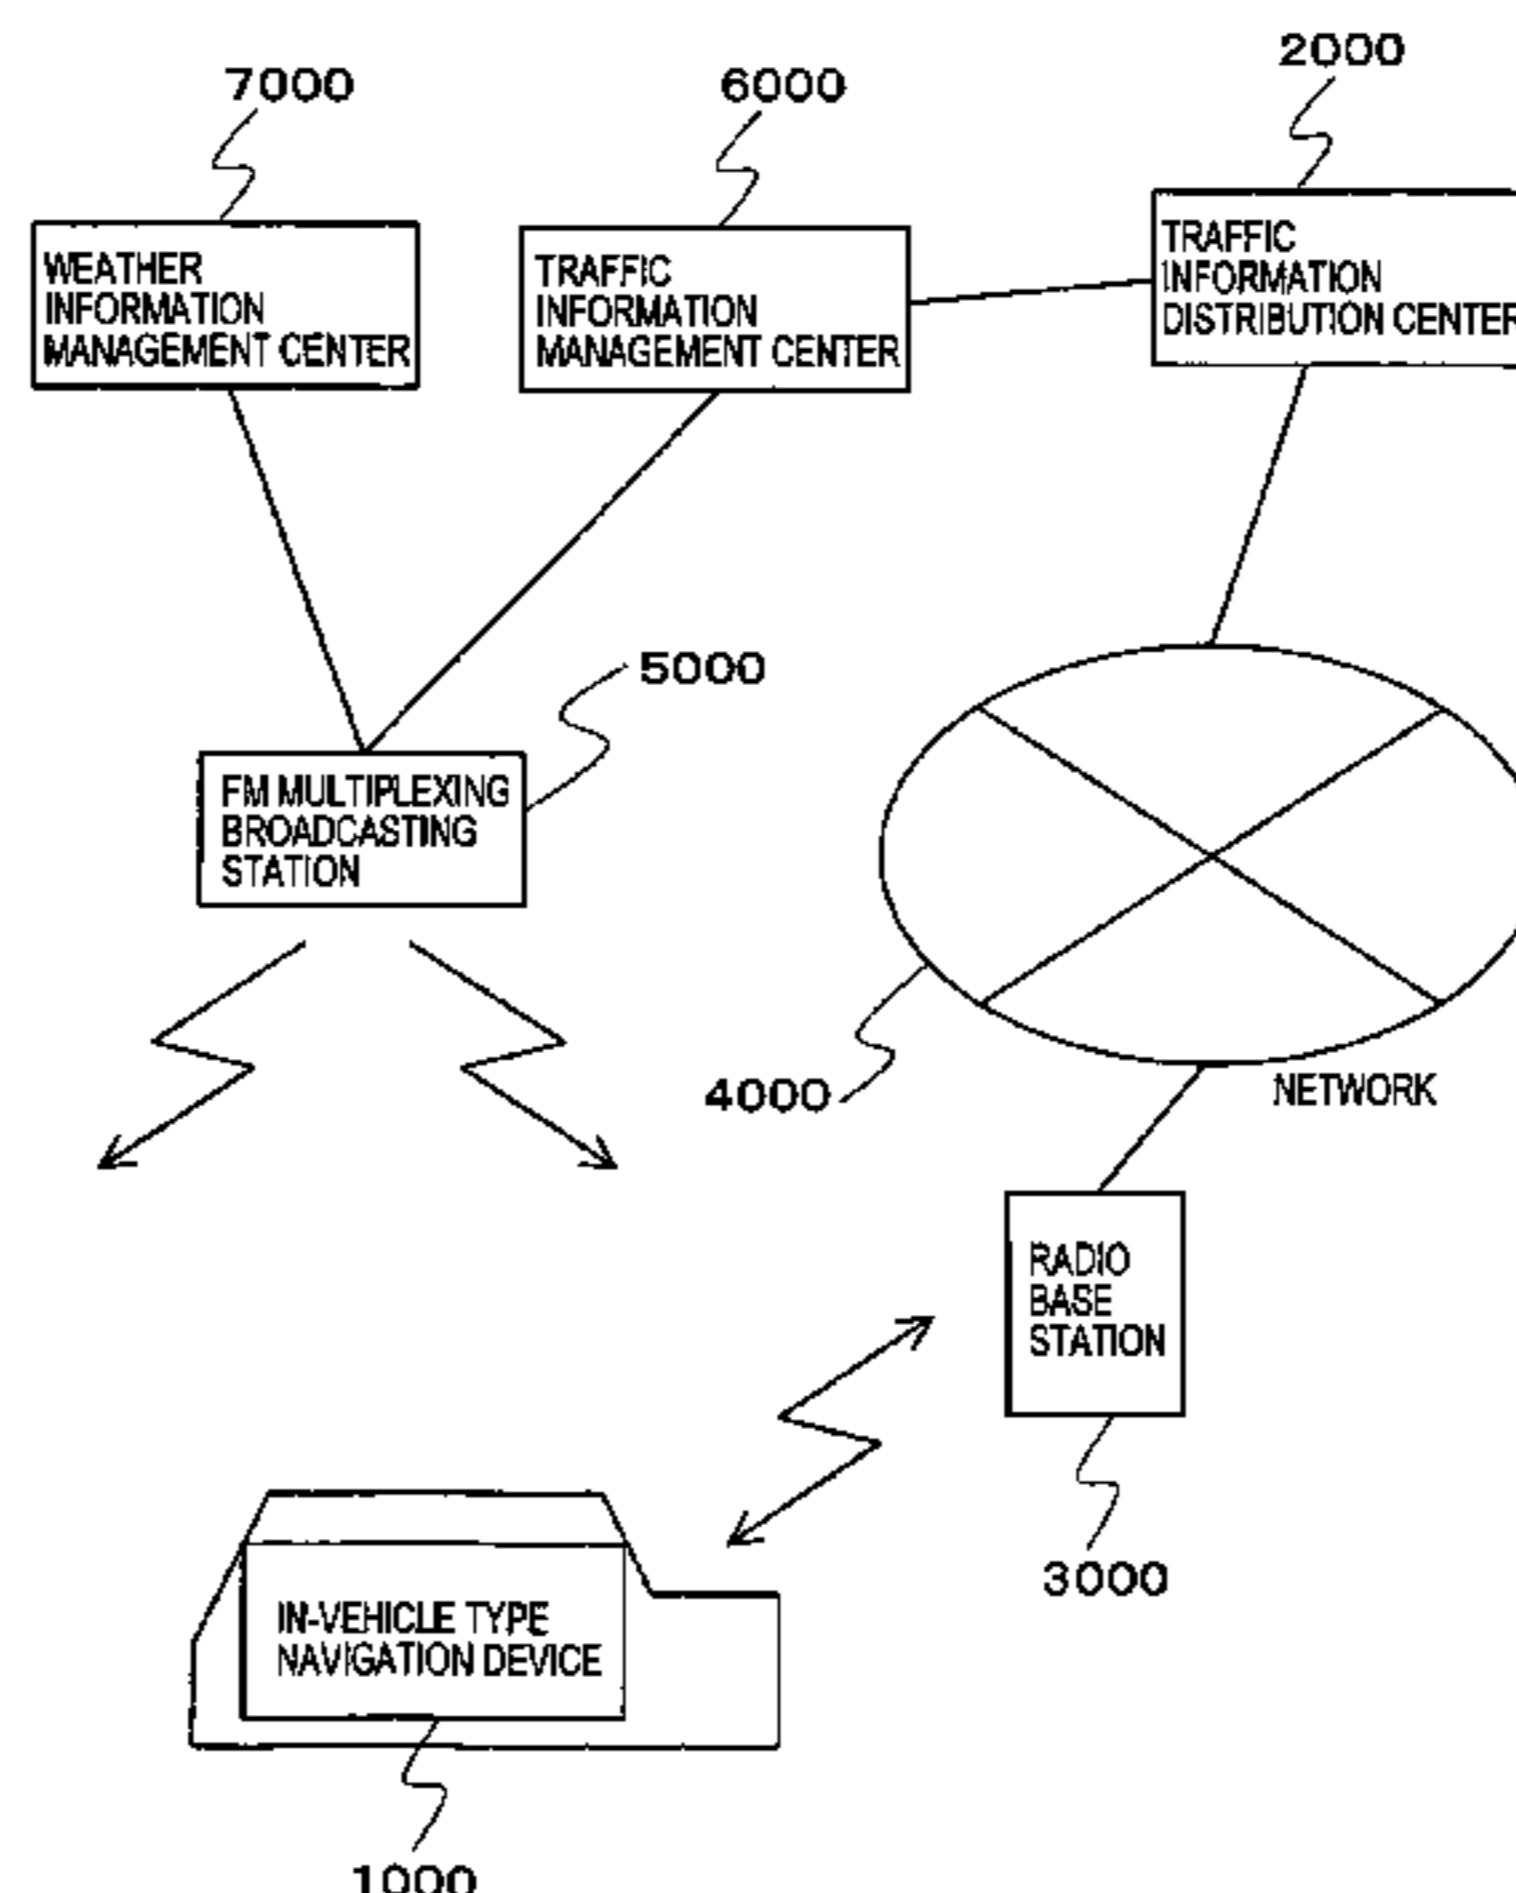 7000
6000
2000
WEATHER
INFORMATION
MANAGEMENT CENTER
TRAFFIC
INFORMATION
MANAGEMENT CENTER
TRAFFIC
INFORMATION
DISTRIBUTION CENTER
5000
FM MULTIPLEXING
BROADCASTING
STATION
4000
NETWORK
RADIO
BASE
STATION
3000
IN-VEHICLE TYPE
NAVIGATION DEVICE
1000